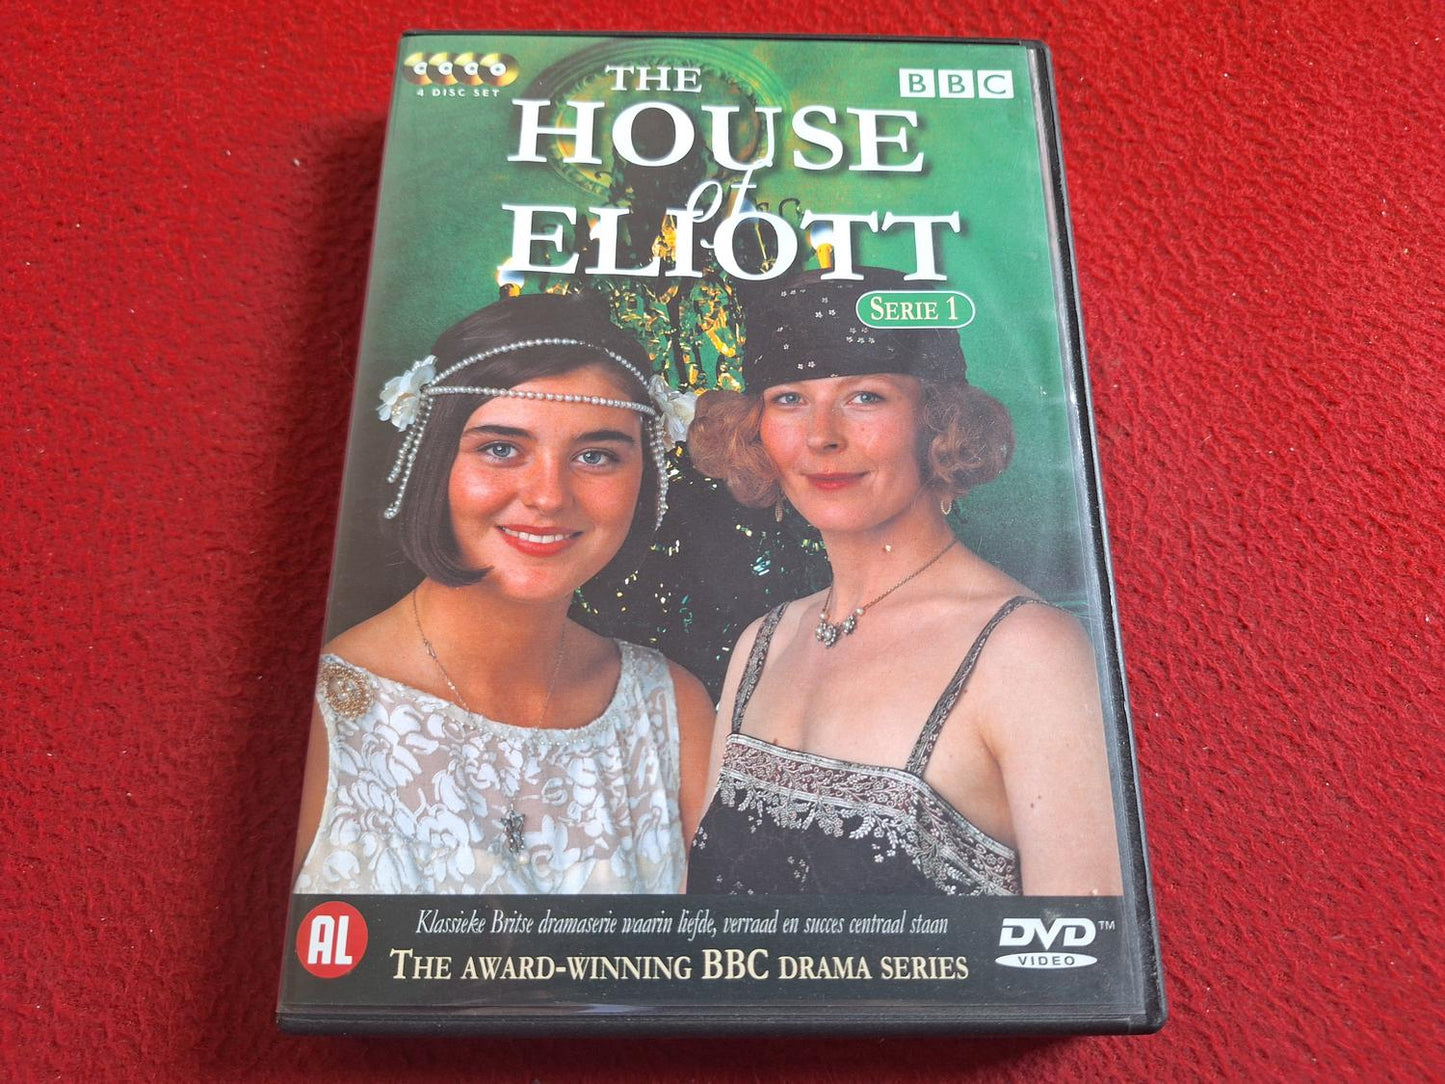 4 DISC SET
BBC
THE
HOUSE
of
ELIOTT
SERIE 1
Klassieke Britse dramaserie waarin liefde, verraad en succes centraal staan
AL
THE AWARD-WINNING BBC DRAMA SERIES
DVD™
VIDEO